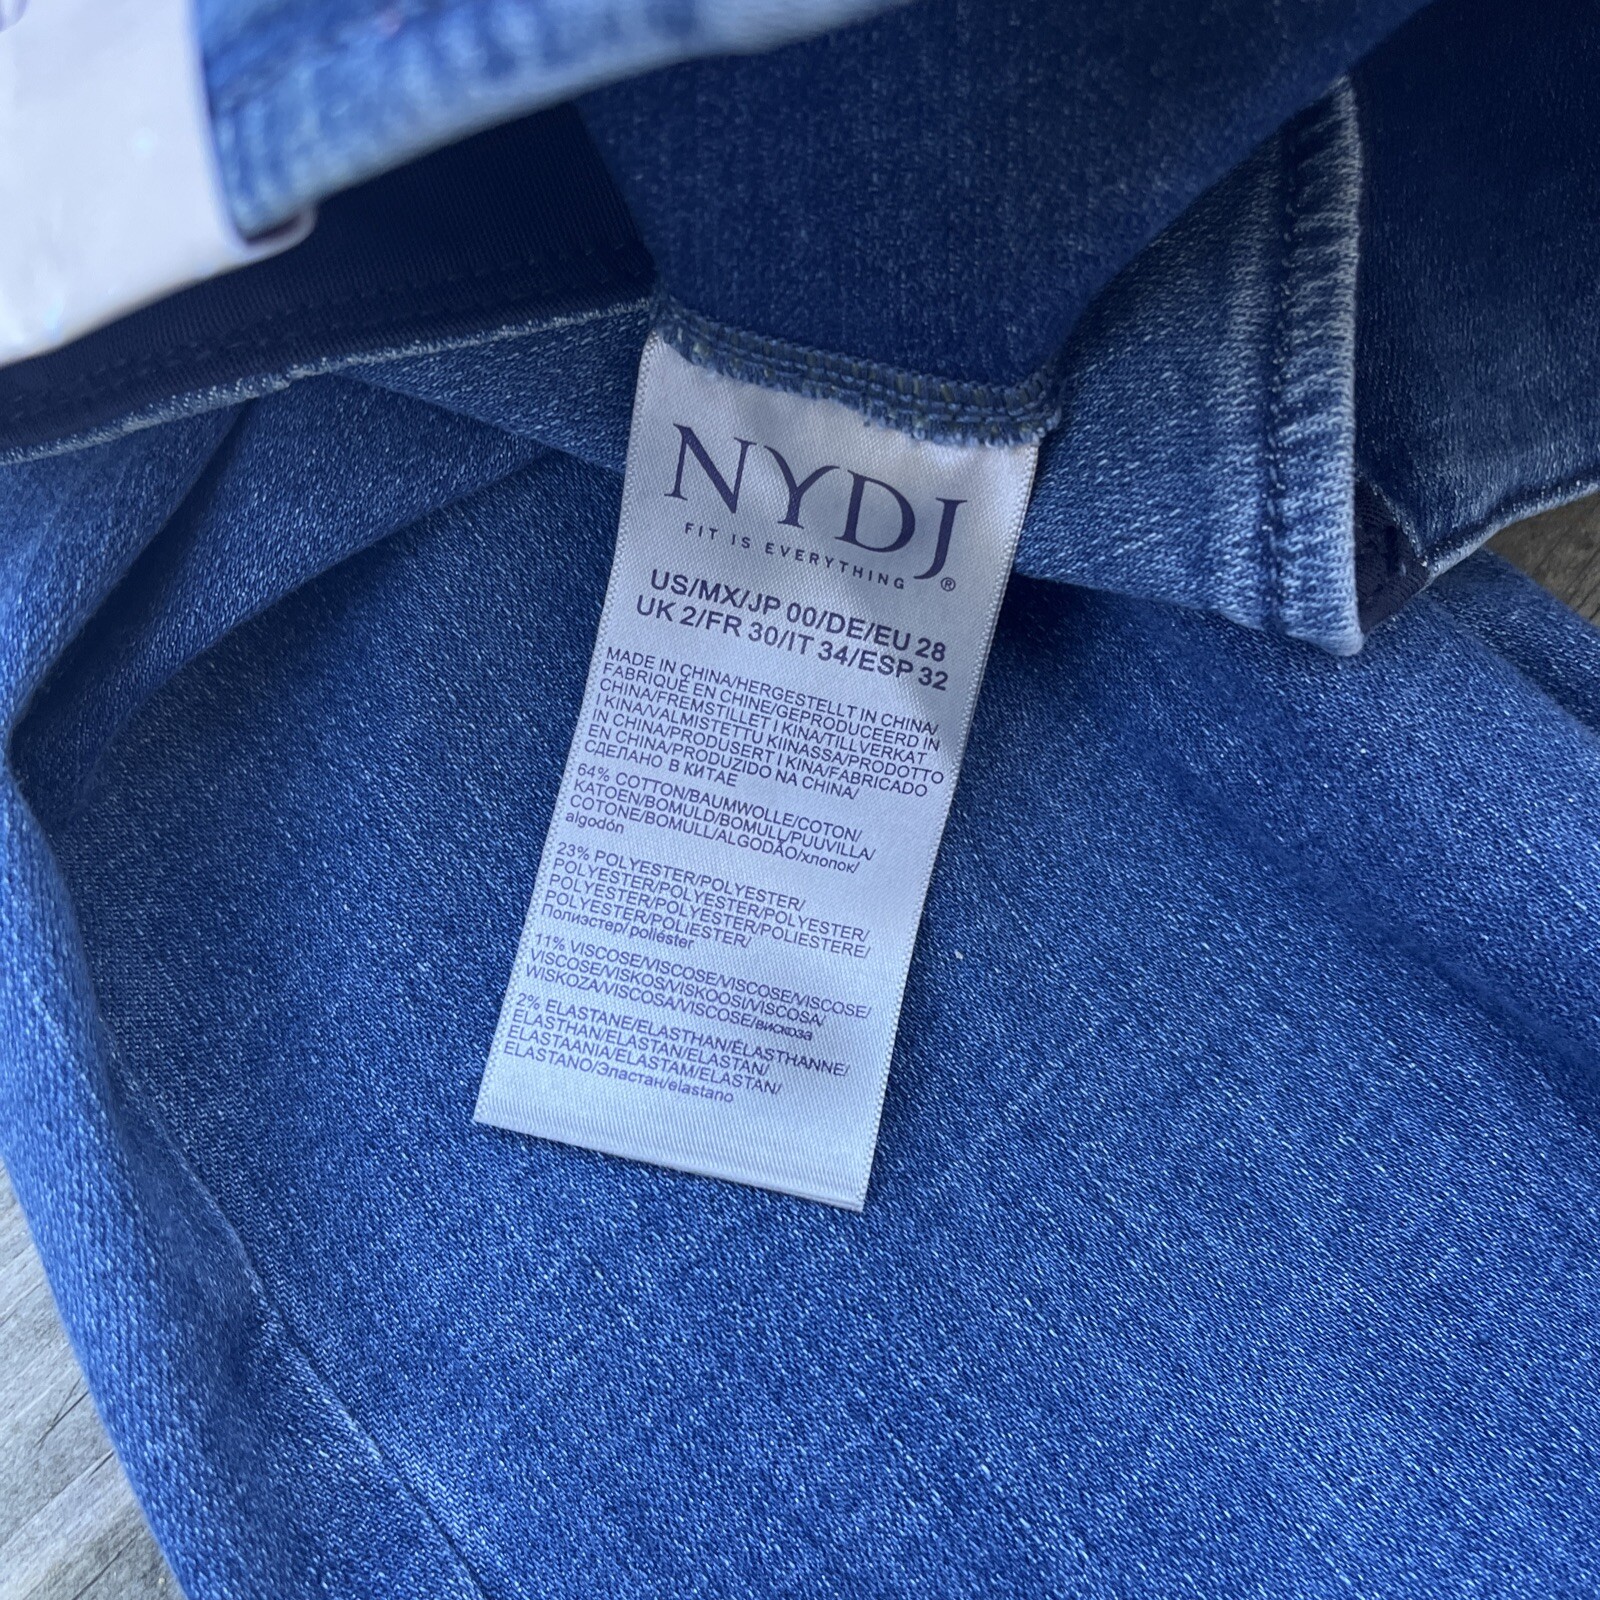 NYDJ
FIT IS EVERYTHING ®
US/MX/JP 00/DE/EU 28
UK 2/FR 30/IT 34/ESP 32
MADE IN CHINA/HERGESTELLT IN CHINA/
FABRIQUÉ EN CHINE/GEPRODUCEERD IN
CHINA/FREMSTILLET I KINA/TILLVERKAT
I KINA/VALMISTETTU KIINASSA/PRODOTTO
IN CHINA/PRODUSERT I KINA/FABRICADO
EN CHINA/PRODUZIDO NA CHINA/
СДЕЛАНО В КИТАЕ
64% COTTON/BAUMWOLLE/COTON/
KATOEN/BOMULD/BOMULL/PUUVILLA/
COTONE/BOMULL/ALGODÃO/хлопок/
algodón
23% POLYESTER/POLYESTER/
POLYESTER/POLYESTER/POLYESTER/
POLYESTER/POLYESTER/POLIESTERE/
POLYESTER/POLIESTER/
Полиэстер/poliéster
11% VISCOSE/VISCOSE/VISCOSE/VISCOSE/
VISCOSE/VISKOS/VISKOOSI/VISCOSA/
WISKOZA/VISCOSA/VISCOSE/вискоза
2% ELASTANE/ELASTHAN/ÉLASTHANNE/
ELASTHAN/ELASTAN/ELASTAN/
ELASTAANIA/ELASTAM/ELASTAN/
ELASTANO/Эластан/elastano